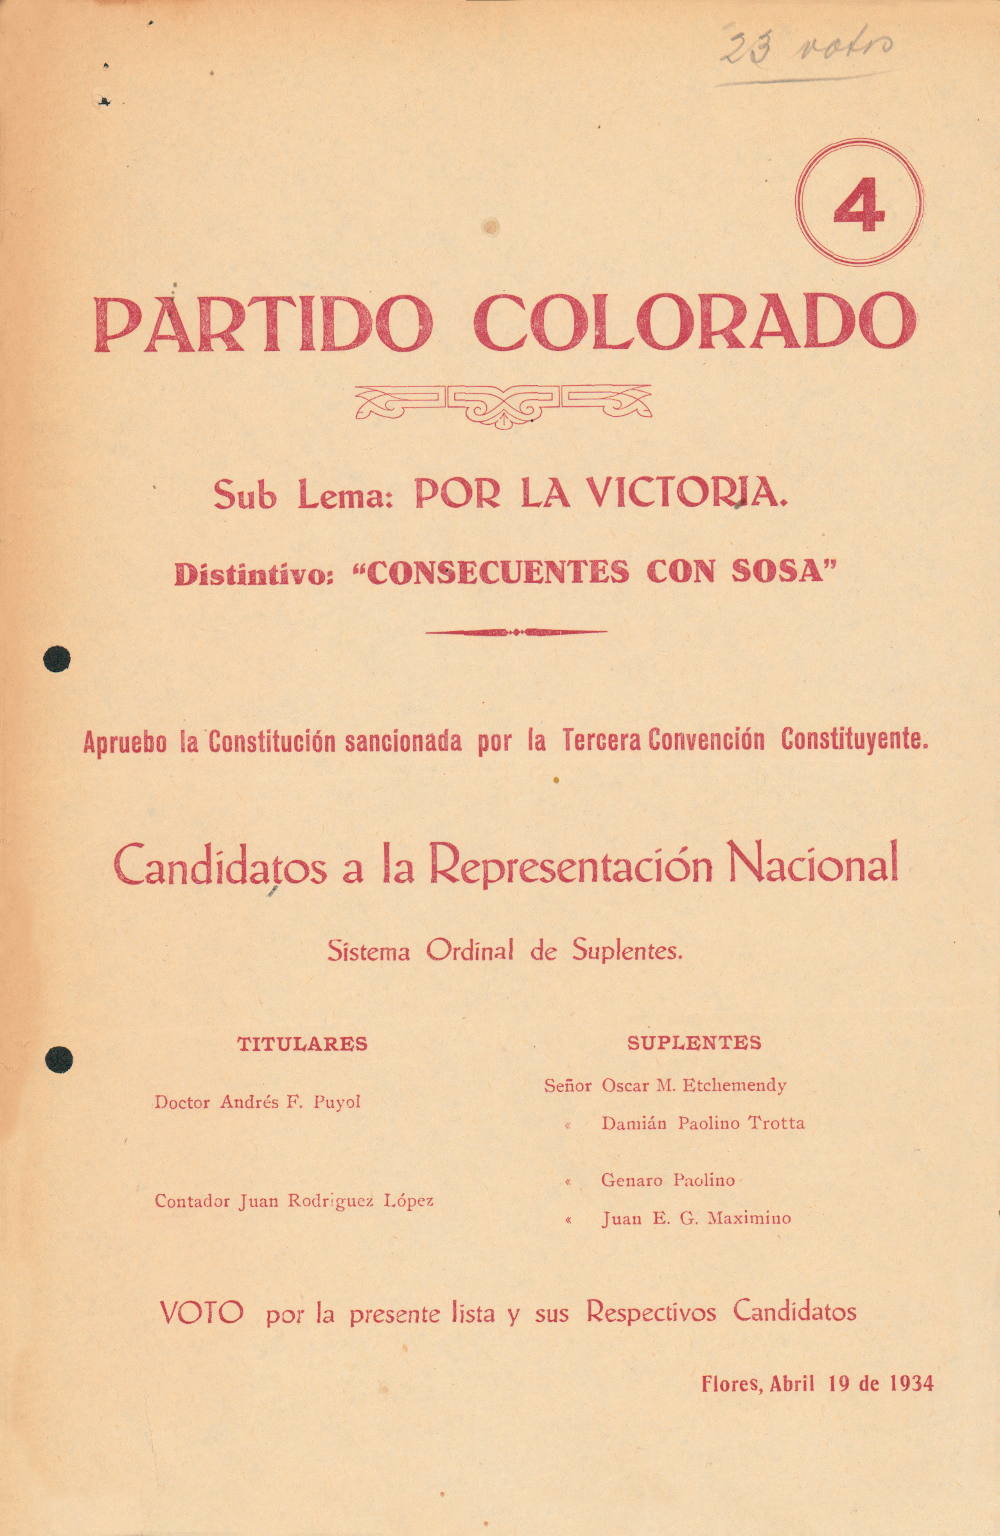 23 votos
4
PARTIDO COLORADO
Sub Lema: POR LA VICTORIA.
Distintivo: “CONSECUENTES CON SOSA”
Apruebo la Constitución sancionada por la Tercera Convención Constituyente.
Candidatos a la Representación Nacional
Sistema Ordinal de Suplentes.
TITULARES
Doctor Andrés F. Puyol
Contador Juan Rodriguez López
SUPLENTES
Señor Oscar M. Etchemendy
« Damián Paolino Trotta
« Genaro Paolino
« Juan E. G. Maximino
VOTO por la presente lista y sus Respectivos Candidatos
Flores, Abril 19 de 1934